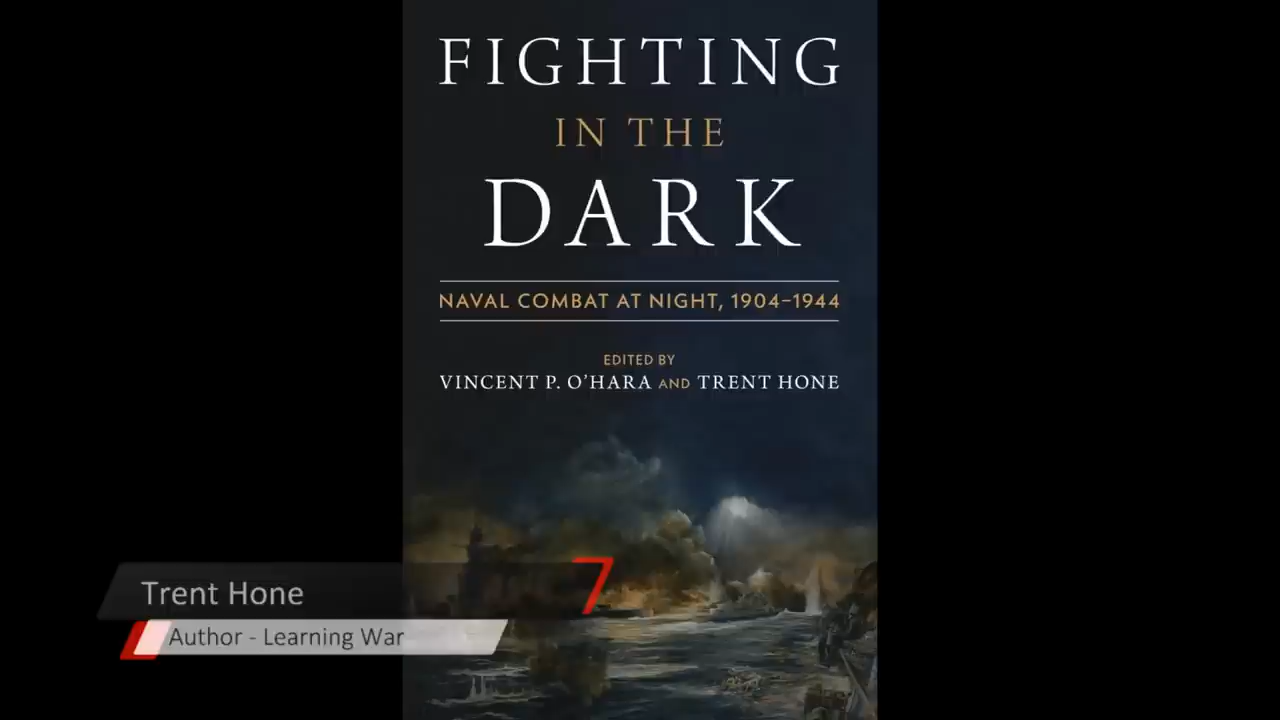 FIGHTING
IN THE
DARK
NAVAL COMBAT AT NIGHT, 1904–1944
EDITED BY
VINCENT P. O'HARA AND TRENT HONE
Trent Hone
Author - Learning War